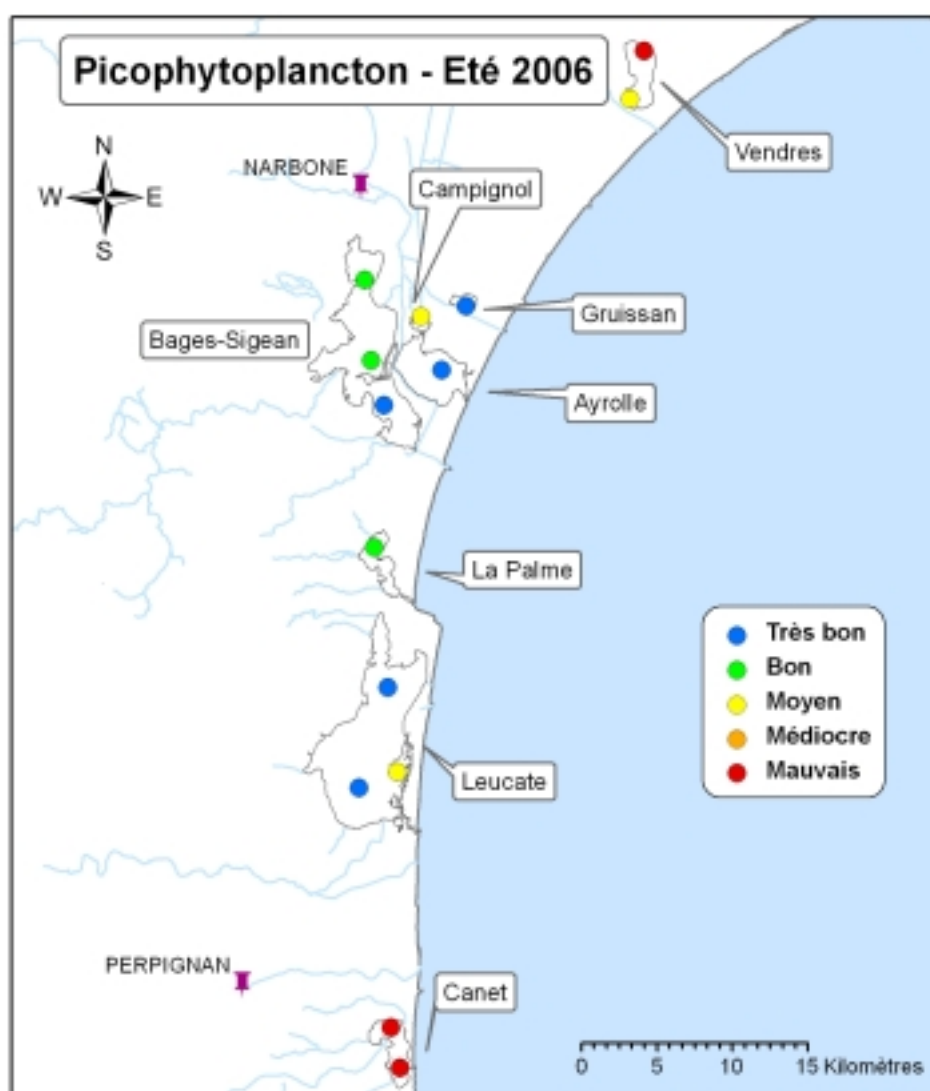 Picophytoplancton - Eté 2006
Vendres
N
NARBONE
Campignol
W E
S
Gruissan
Bages-Sigean
Ayrolle
La Palme
Très bon
Bon
Moyen
Médiocre
Mauvais
Leucate
PERPIGNAN
Canet
0 5 10 15 Kilomètres